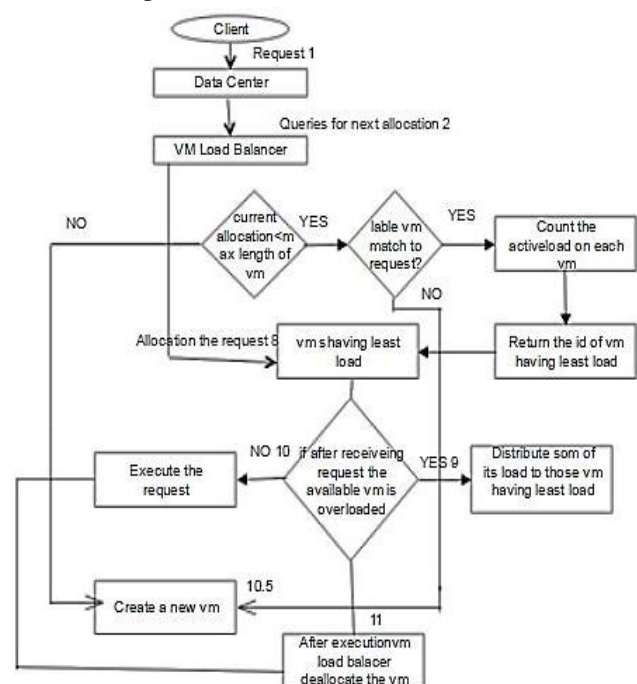 Client
Request 1
Data Center
Queries for next allocation 2
VM Load Balancer
NO
current
allocation<m
ax length of
vm
YES
lable vm
match to
request?
YES
Count the
activeload on each
vm
NO
Allocation the request 8
vm s having least
load
Return the id of vm
having least load
Execute the
request
NO 10
if after receiveing
request the
available vm is
overloaded
YES 9
Distribute som of
its load to those vm
having least load
Create a new vm
10.5
11
After executionvm
load balacer
deallocate the vm